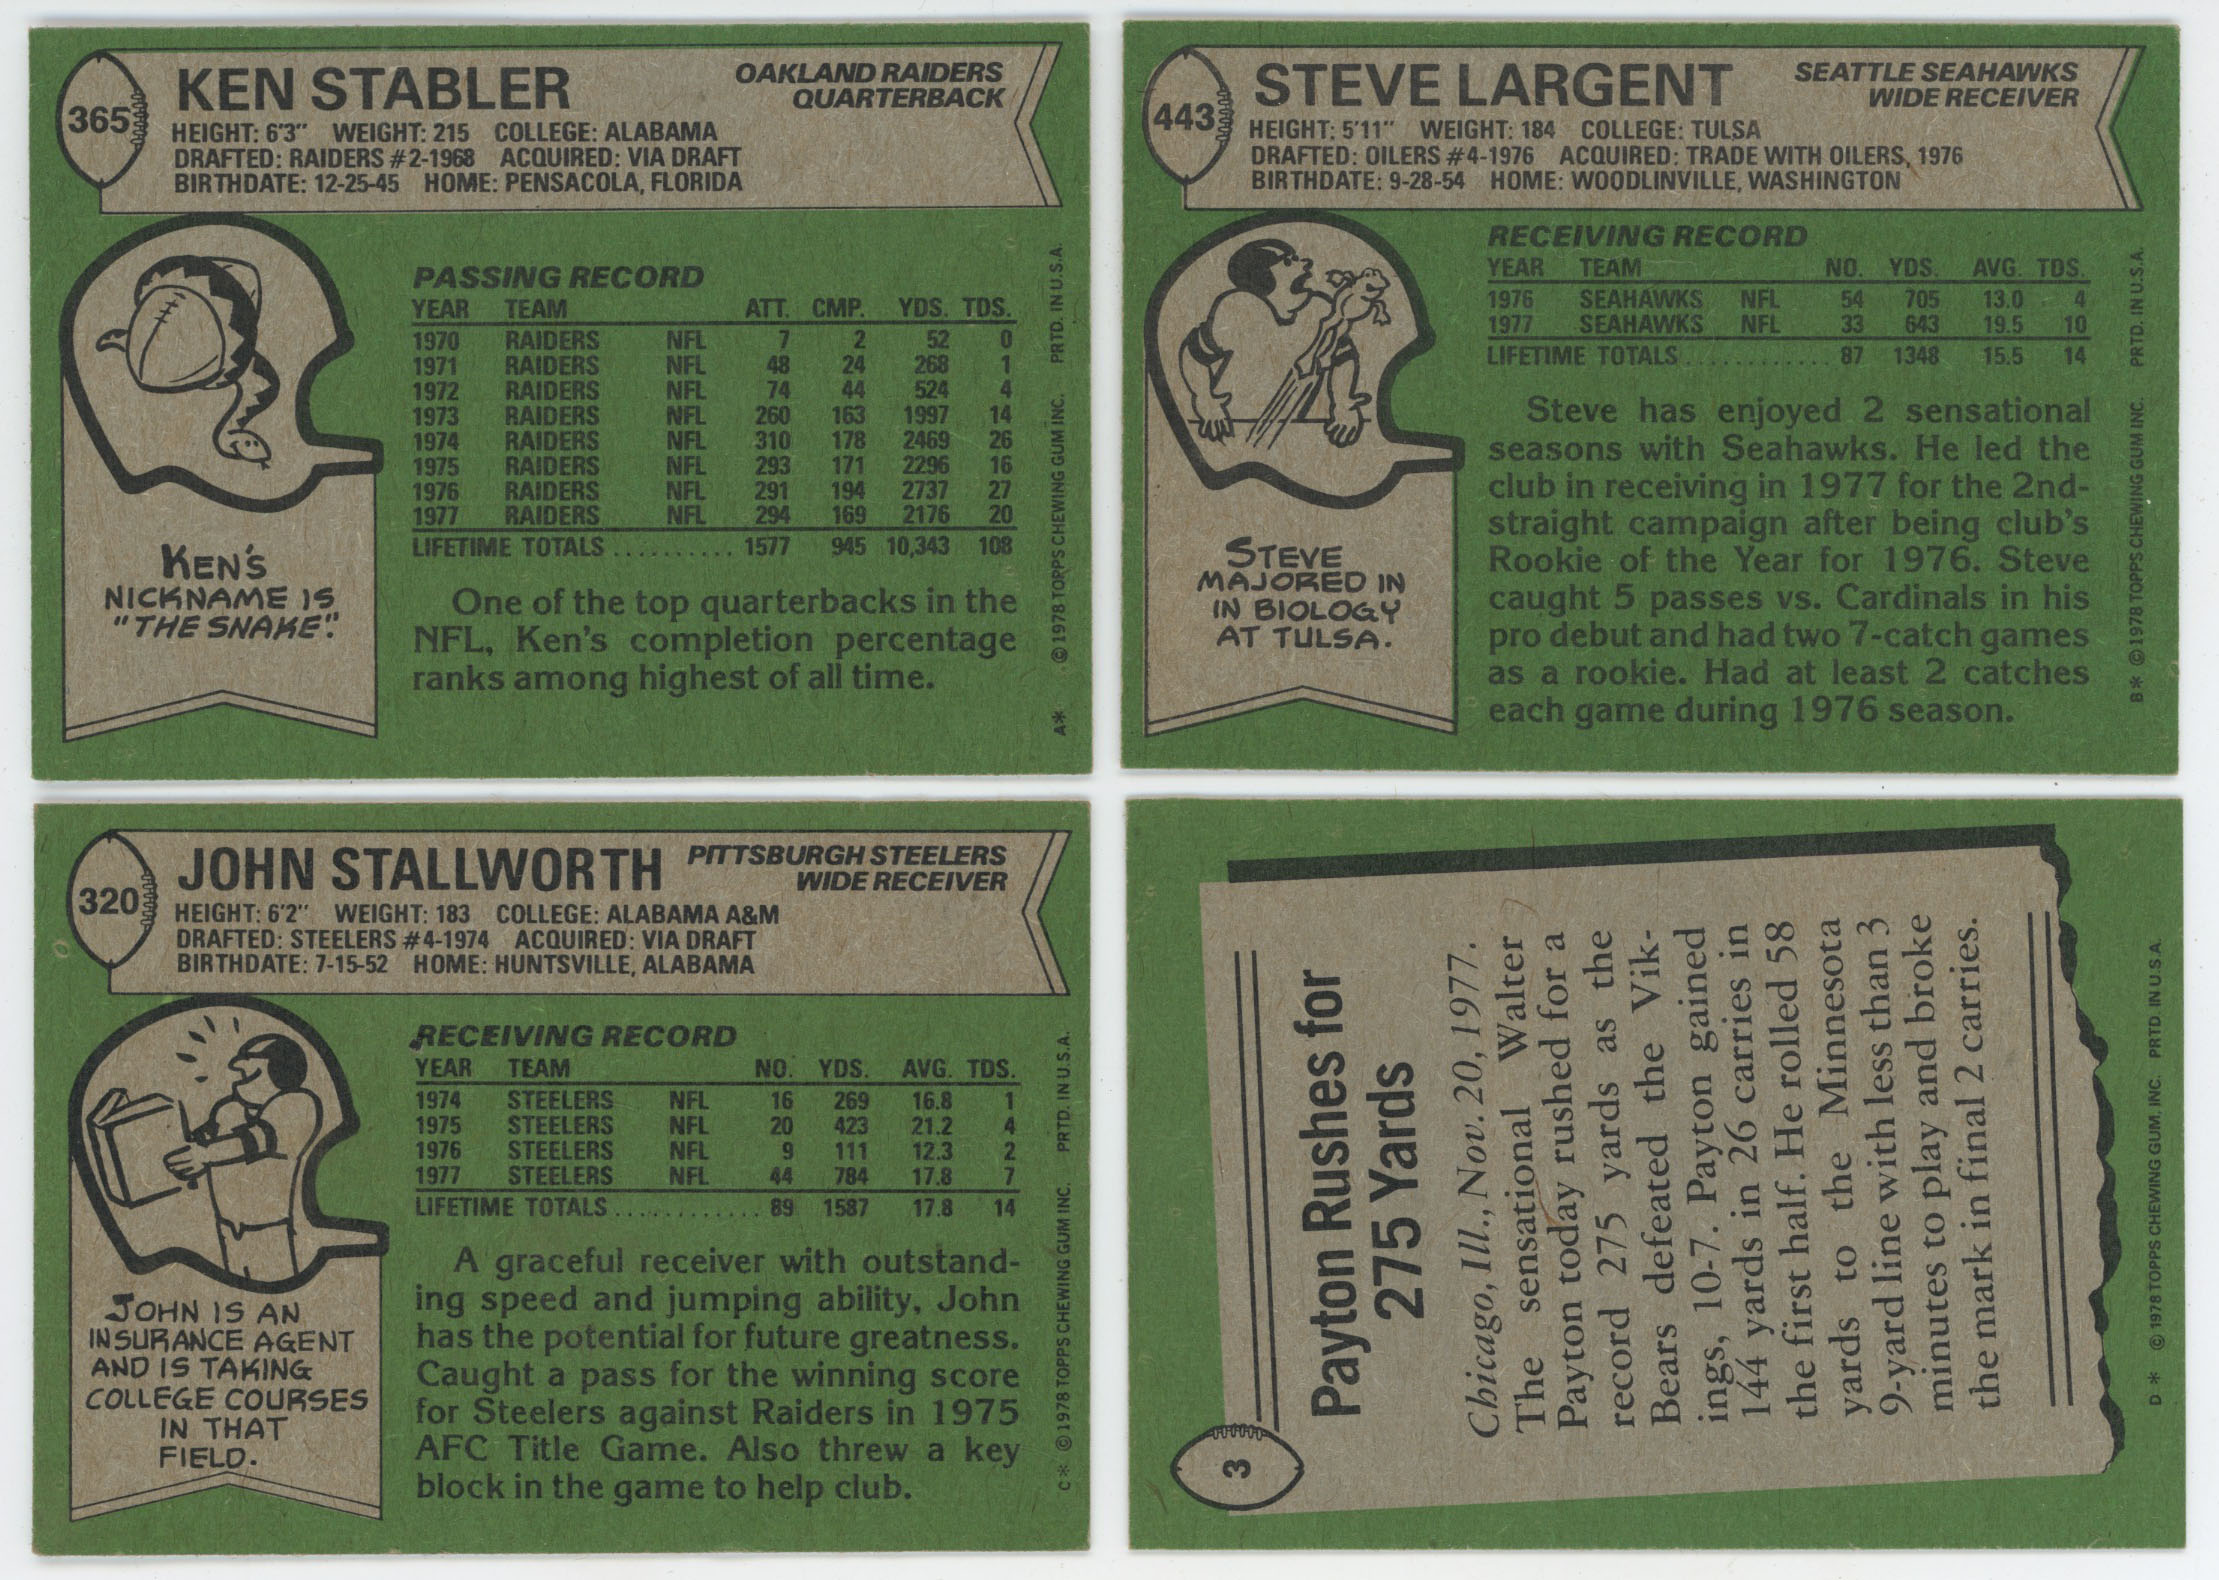 365
KEN STABLER
OAKLAND RAIDERS
QUARTERBACK
HEIGHT: 6'3" WEIGHT: 215 COLLEGE: ALABAMA
DRAFTED: RAIDERS #2-1968 ACQUIRED: VIA DRAFT
BIRTHDATE: 12-25-45 HOME: PENSACOLA, FLORIDA
KEN'S
NICKNAME IS
"THE SNAKE".
PASSING RECORD
YEAR TEAM ATT. CMP. YDS. TDS.
1970 RAIDERS NFL 7 2 52 0
1971 RAIDERS NFL 48 24 268 1
1972 RAIDERS NFL 74 44 524 4
1973 RAIDERS NFL 260 163 1997 14
1974 RAIDERS NFL 310 178 2469 26
1975 RAIDERS NFL 293 171 2296 16
1976 RAIDERS NFL 291 194 2737 27
1977 RAIDERS NFL 294 169 2176 20
LIFETIME TOTALS .......... 1577 945 10,343 108
One of the top quarterbacks in the
NFL, Ken's completion percentage
ranks among highest of all time.
A* © 1978 TOPPS CHEWING GUM INC. PRTD. IN U.S.A.
443
STEVE LARGENT
SEATTLE SEAHAWKS
WIDE RECEIVER
HEIGHT: 5'11" WEIGHT: 184 COLLEGE: TULSA
DRAFTED: OILERS #4-1976 ACQUIRED: TRADE WITH OILERS, 1976
BIRTHDATE: 9-28-54 HOME: WOODLINVILLE, WASHINGTON
STEVE
MAJORED IN
IN BIOLOGY
AT TULSA.
RECEIVING RECORD
YEAR TEAM NO. YDS. AVG. TDS.
1976 SEAHAWKS NFL 54 705 13.0 4
1977 SEAHAWKS NFL 33 643 19.5 10
LIFETIME TOTALS ............ 87 1348 15.5 14
Steve has enjoyed 2 sensational
seasons with Seahawks. He led the
club in receiving in 1977 for the 2nd-
straight campaign after being club's
Rookie of the Year for 1976. Steve
caught 5 passes vs. Cardinals in his
pro debut and had two 7-catch games
as a rookie. Had at least 2 catches
each game during 1976 season.
B* © 1978 TOPPS CHEWING GUM INC. PRTD. IN U.S.A.
320
JOHN STALLWORTH
PITTSBURGH STEELERS
WIDE RECEIVER
HEIGHT: 6'2" WEIGHT: 183 COLLEGE: ALABAMA A&M
DRAFTED: STEELERS #4-1974 ACQUIRED: VIA DRAFT
BIRTHDATE: 7-15-52 HOME: HUNTSVILLE, ALABAMA
JOHN IS AN
INSURANCE AGENT
AND IS TAKING
COLLEGE COURSES
IN THAT
FIELD.
RECEIVING RECORD
YEAR TEAM NO. YDS. AVG. TDS.
1974 STEELERS NFL 16 269 16.8 1
1975 STEELERS NFL 20 423 21.2 4
1976 STEELERS NFL 9 111 12.3 2
1977 STEELERS NFL 44 784 17.8 7
LIFETIME TOTALS ............ 89 1587 17.8 14
A graceful receiver with outstand-
ing speed and jumping ability, John
has the potential for future greatness.
Caught a pass for the winning score
for Steelers against Raiders in 1975
AFC Title Game. Also threw a key
block in the game to help club.
C* © 1978 TOPPS CHEWING GUM INC. PRTD. IN U.S.A.
3
Payton Rushes for
275 Yards
Chicago, Ill., Nov. 20, 1977.
The sensational Walter
Payton today rushed for a
record 275 yards as the
Bears defeated the Vik-
ings, 10-7. Payton gained
144 yards in 26 carries in
the first half. He rolled 58
yards to the Minnesota
9-yard line with less than 3
minutes to play and broke
the mark in final 2 carries.
D* © 1978 TOPPS CHEWING GUM, INC. PRTD. IN U.S.A.